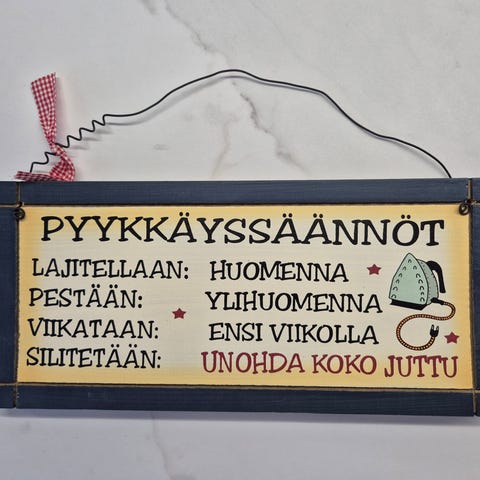 PYYKKÄYSSÄÄNNÖT
LAJITELLAAN: HUOMENNA
PESTÄÄN: YLIHUOMENNA
VIIKATAAN: ENSI VIIKOLLA
SILITETÄÄN: UNOHDA KOKO JUTTU